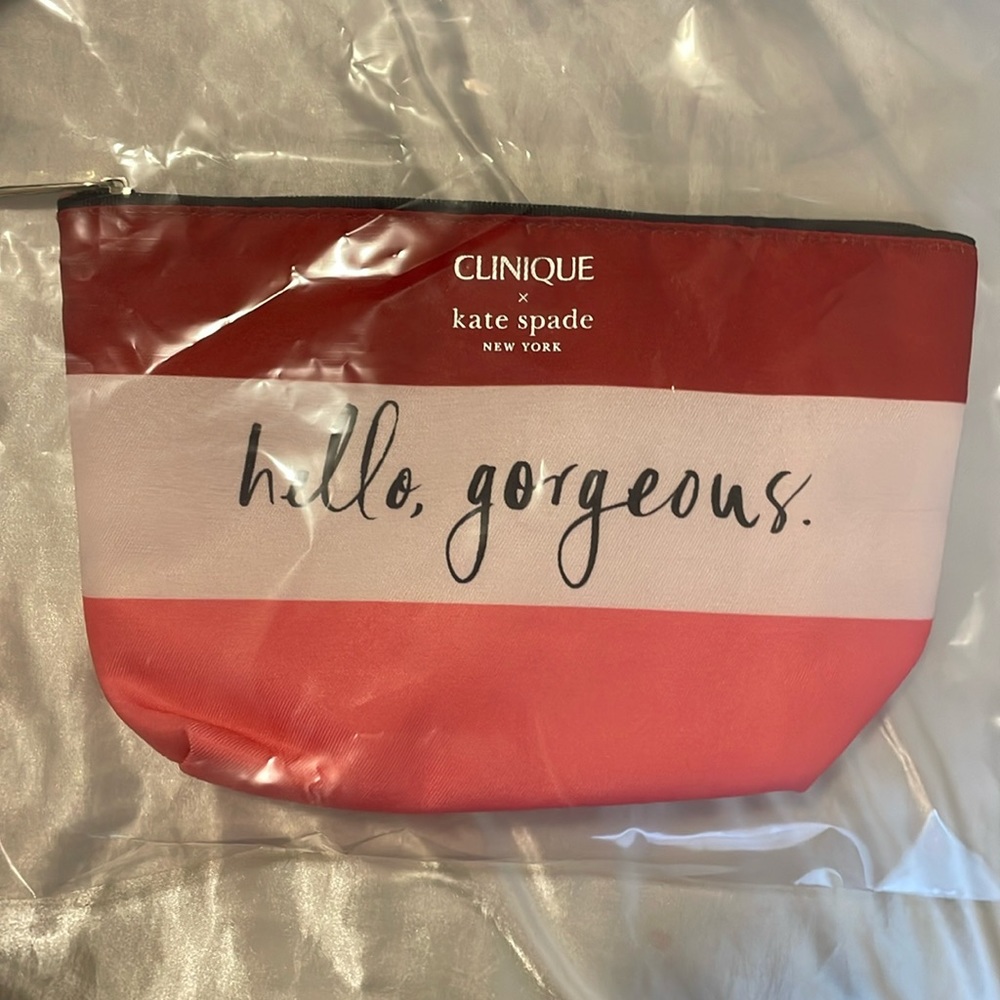 CLINIQUE
×
kate spade
NEW YORK
hello, gorgeous.